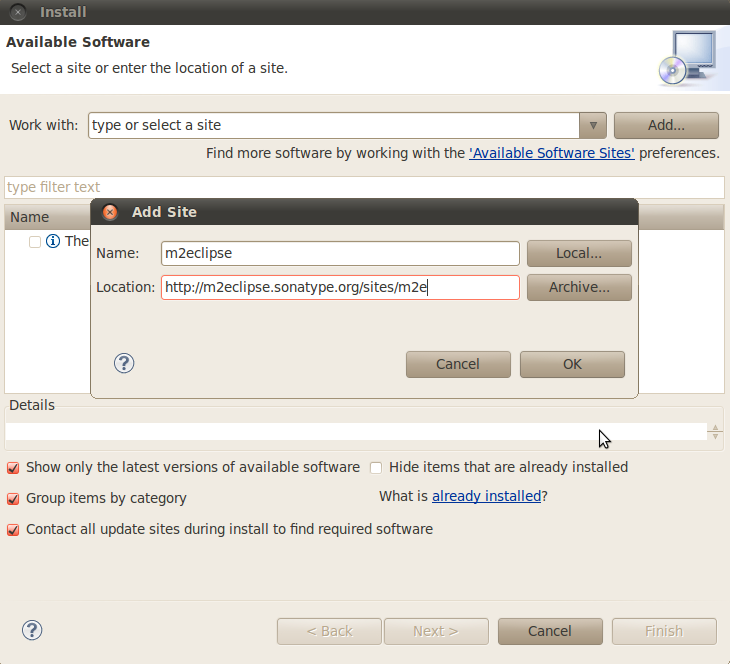 Install
Available Software
Select a site or enter the location of a site.
Work with: type or select a site Add...
Find more software by working with the 'Available Software Sites' preferences.
type filter text
Name
The
Add Site
Name: m2eclipse Local...
Location: http://m2eclipse.sonatype.org/sites/m2e Archive...
? Cancel OK
Details
Show only the latest versions of available software Hide items that are already installed
Group items by category What is already installed?
Contact all update sites during install to find required software
? < Back Next > Cancel Finish